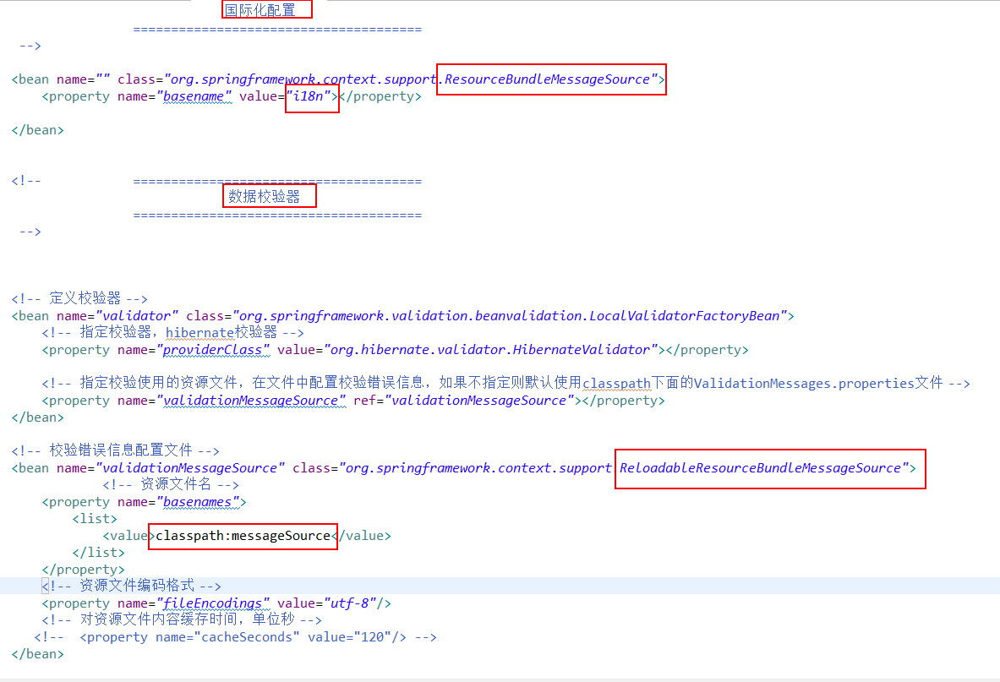 国际化配置
======================================
-->
<bean name="" class="org.springframework.context.support.ResourceBundleMessageSource">
<property name="basename" value="i18n"></property>
</bean>
<!-- ======================================
数据校验器
======================================
-->
<!-- 定义校验器 -->
<bean name="validator" class="org.springframework.validation.beanvalidation.LocalValidatorFactoryBean">
<!-- 指定校验器，hibernate校验器 -->
<property name="providerClass" value="org.hibernate.validator.HibernateValidator"></property>
<!-- 指定校验使用的资源文件，在文件中配置校验错误信息，如果不指定则默认使用classpath下面的ValidationMessages.properties文件 -->
<property name="validationMessageSource" ref="validationMessageSource"></property>
</bean>
<!-- 校验错误信息配置文件 -->
<bean name="validationMessageSource" class="org.springframework.context.support.ReloadableResourceBundleMessageSource">
<!-- 资源文件名 -->
<property name="basenames">
<list>
<value>classpath:messageSource</value>
</list>
</property>
<!-- 资源文件编码格式 -->
<property name="fileEncodings" value="utf-8"/>
<!-- 对资源文件内容缓存时间，单位秒 -->
<!-- <property name="cacheSeconds" value="120"/> -->
</bean>